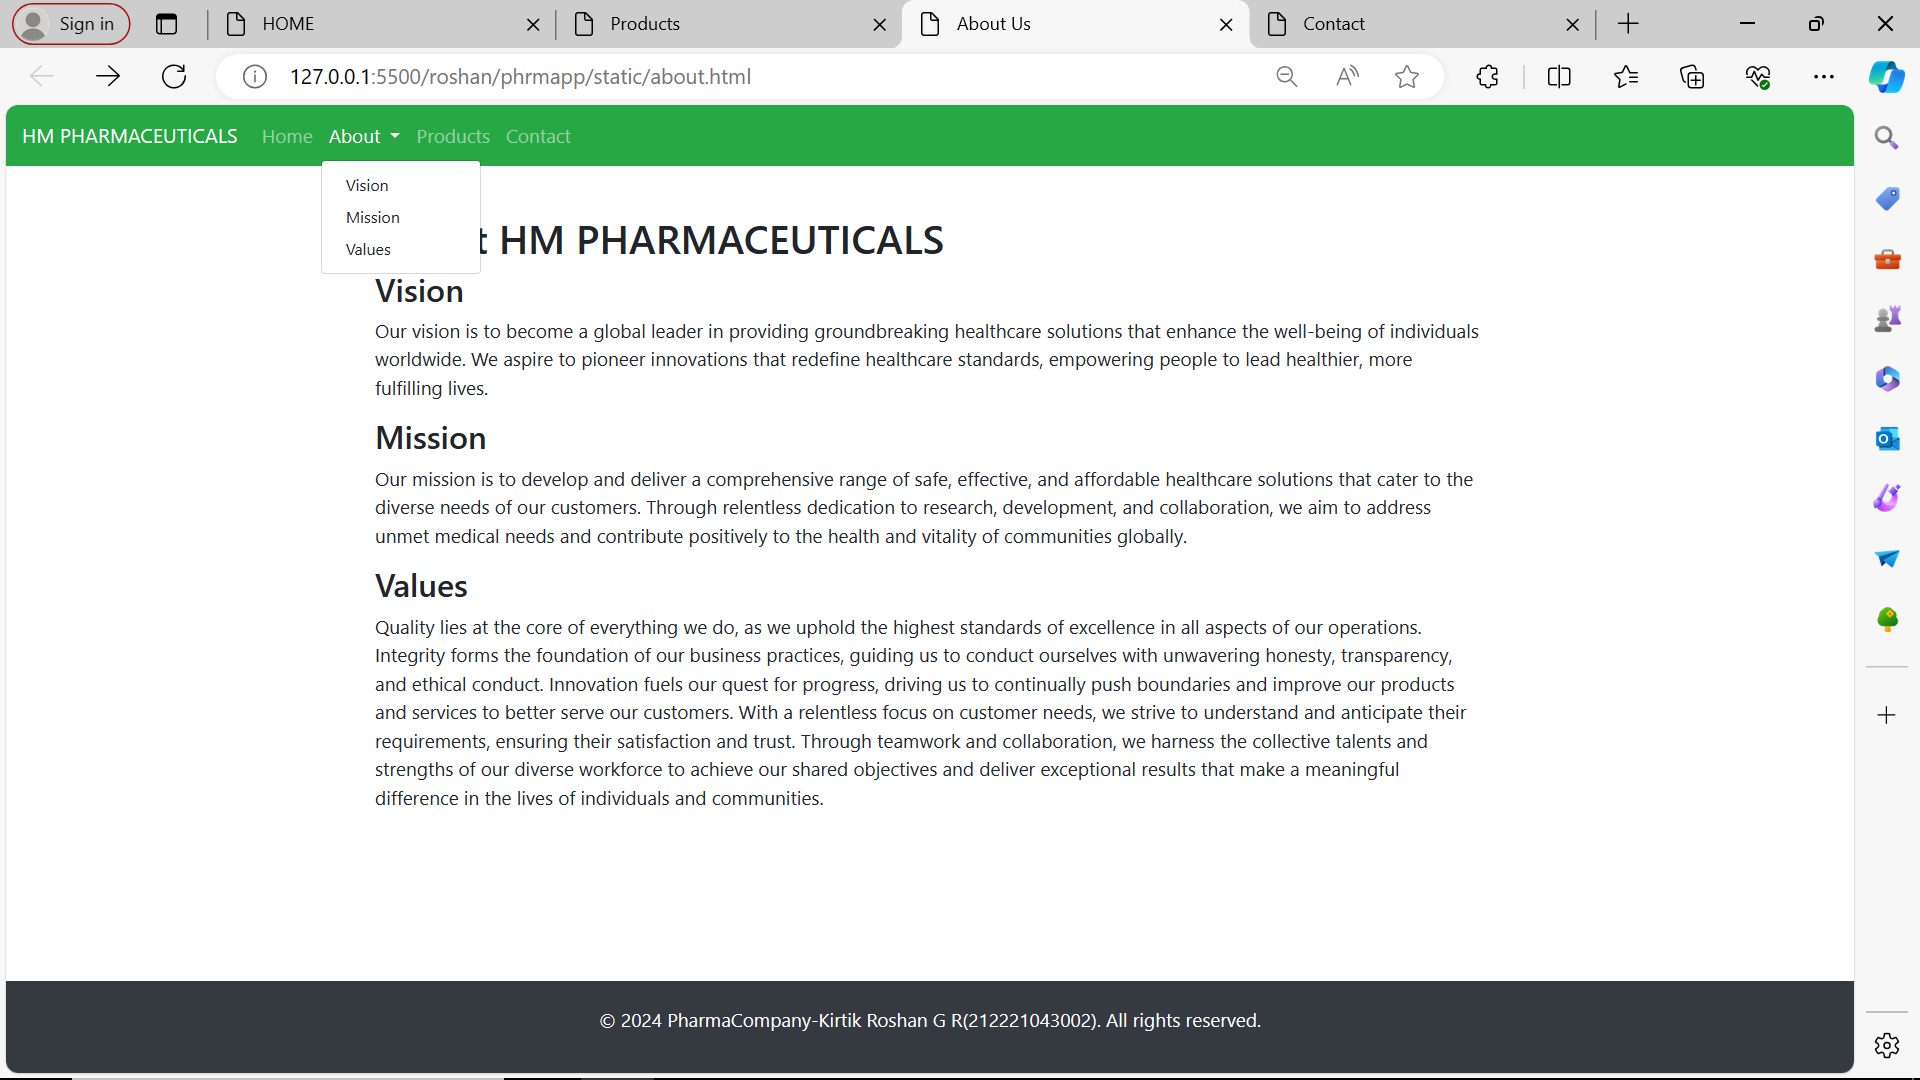 Sign in
HOME
Products
About Us
Contact
127.0.0.1:5500/roshan/phrmapp/static/about.html
HM PHARMACEUTICALS
Home
About
Products
Contact
Vision
Mission
Values
t HM PHARMACEUTICALS
Vision
Our vision is to become a global leader in providing groundbreaking healthcare solutions that enhance the well-being of individuals
worldwide. We aspire to pioneer innovations that redefine healthcare standards, empowering people to lead healthier, more
fulfilling lives.
Mission
Our mission is to develop and deliver a comprehensive range of safe, effective, and affordable healthcare solutions that cater to the
diverse needs of our customers. Through relentless dedication to research, development, and collaboration, we aim to address
unmet medical needs and contribute positively to the health and vitality of communities globally.
Values
Quality lies at the core of everything we do, as we uphold the highest standards of excellence in all aspects of our operations.
Integrity forms the foundation of our business practices, guiding us to conduct ourselves with unwavering honesty, transparency,
and ethical conduct. Innovation fuels our quest for progress, driving us to continually push boundaries and improve our products
and services to better serve our customers. With a relentless focus on customer needs, we strive to understand and anticipate their
requirements, ensuring their satisfaction and trust. Through teamwork and collaboration, we harness the collective talents and
strengths of our diverse workforce to achieve our shared objectives and deliver exceptional results that make a meaningful
difference in the lives of individuals and communities.
© 2024 PharmaCompany-Kirtik Roshan G R(212221043002). All rights reserved.